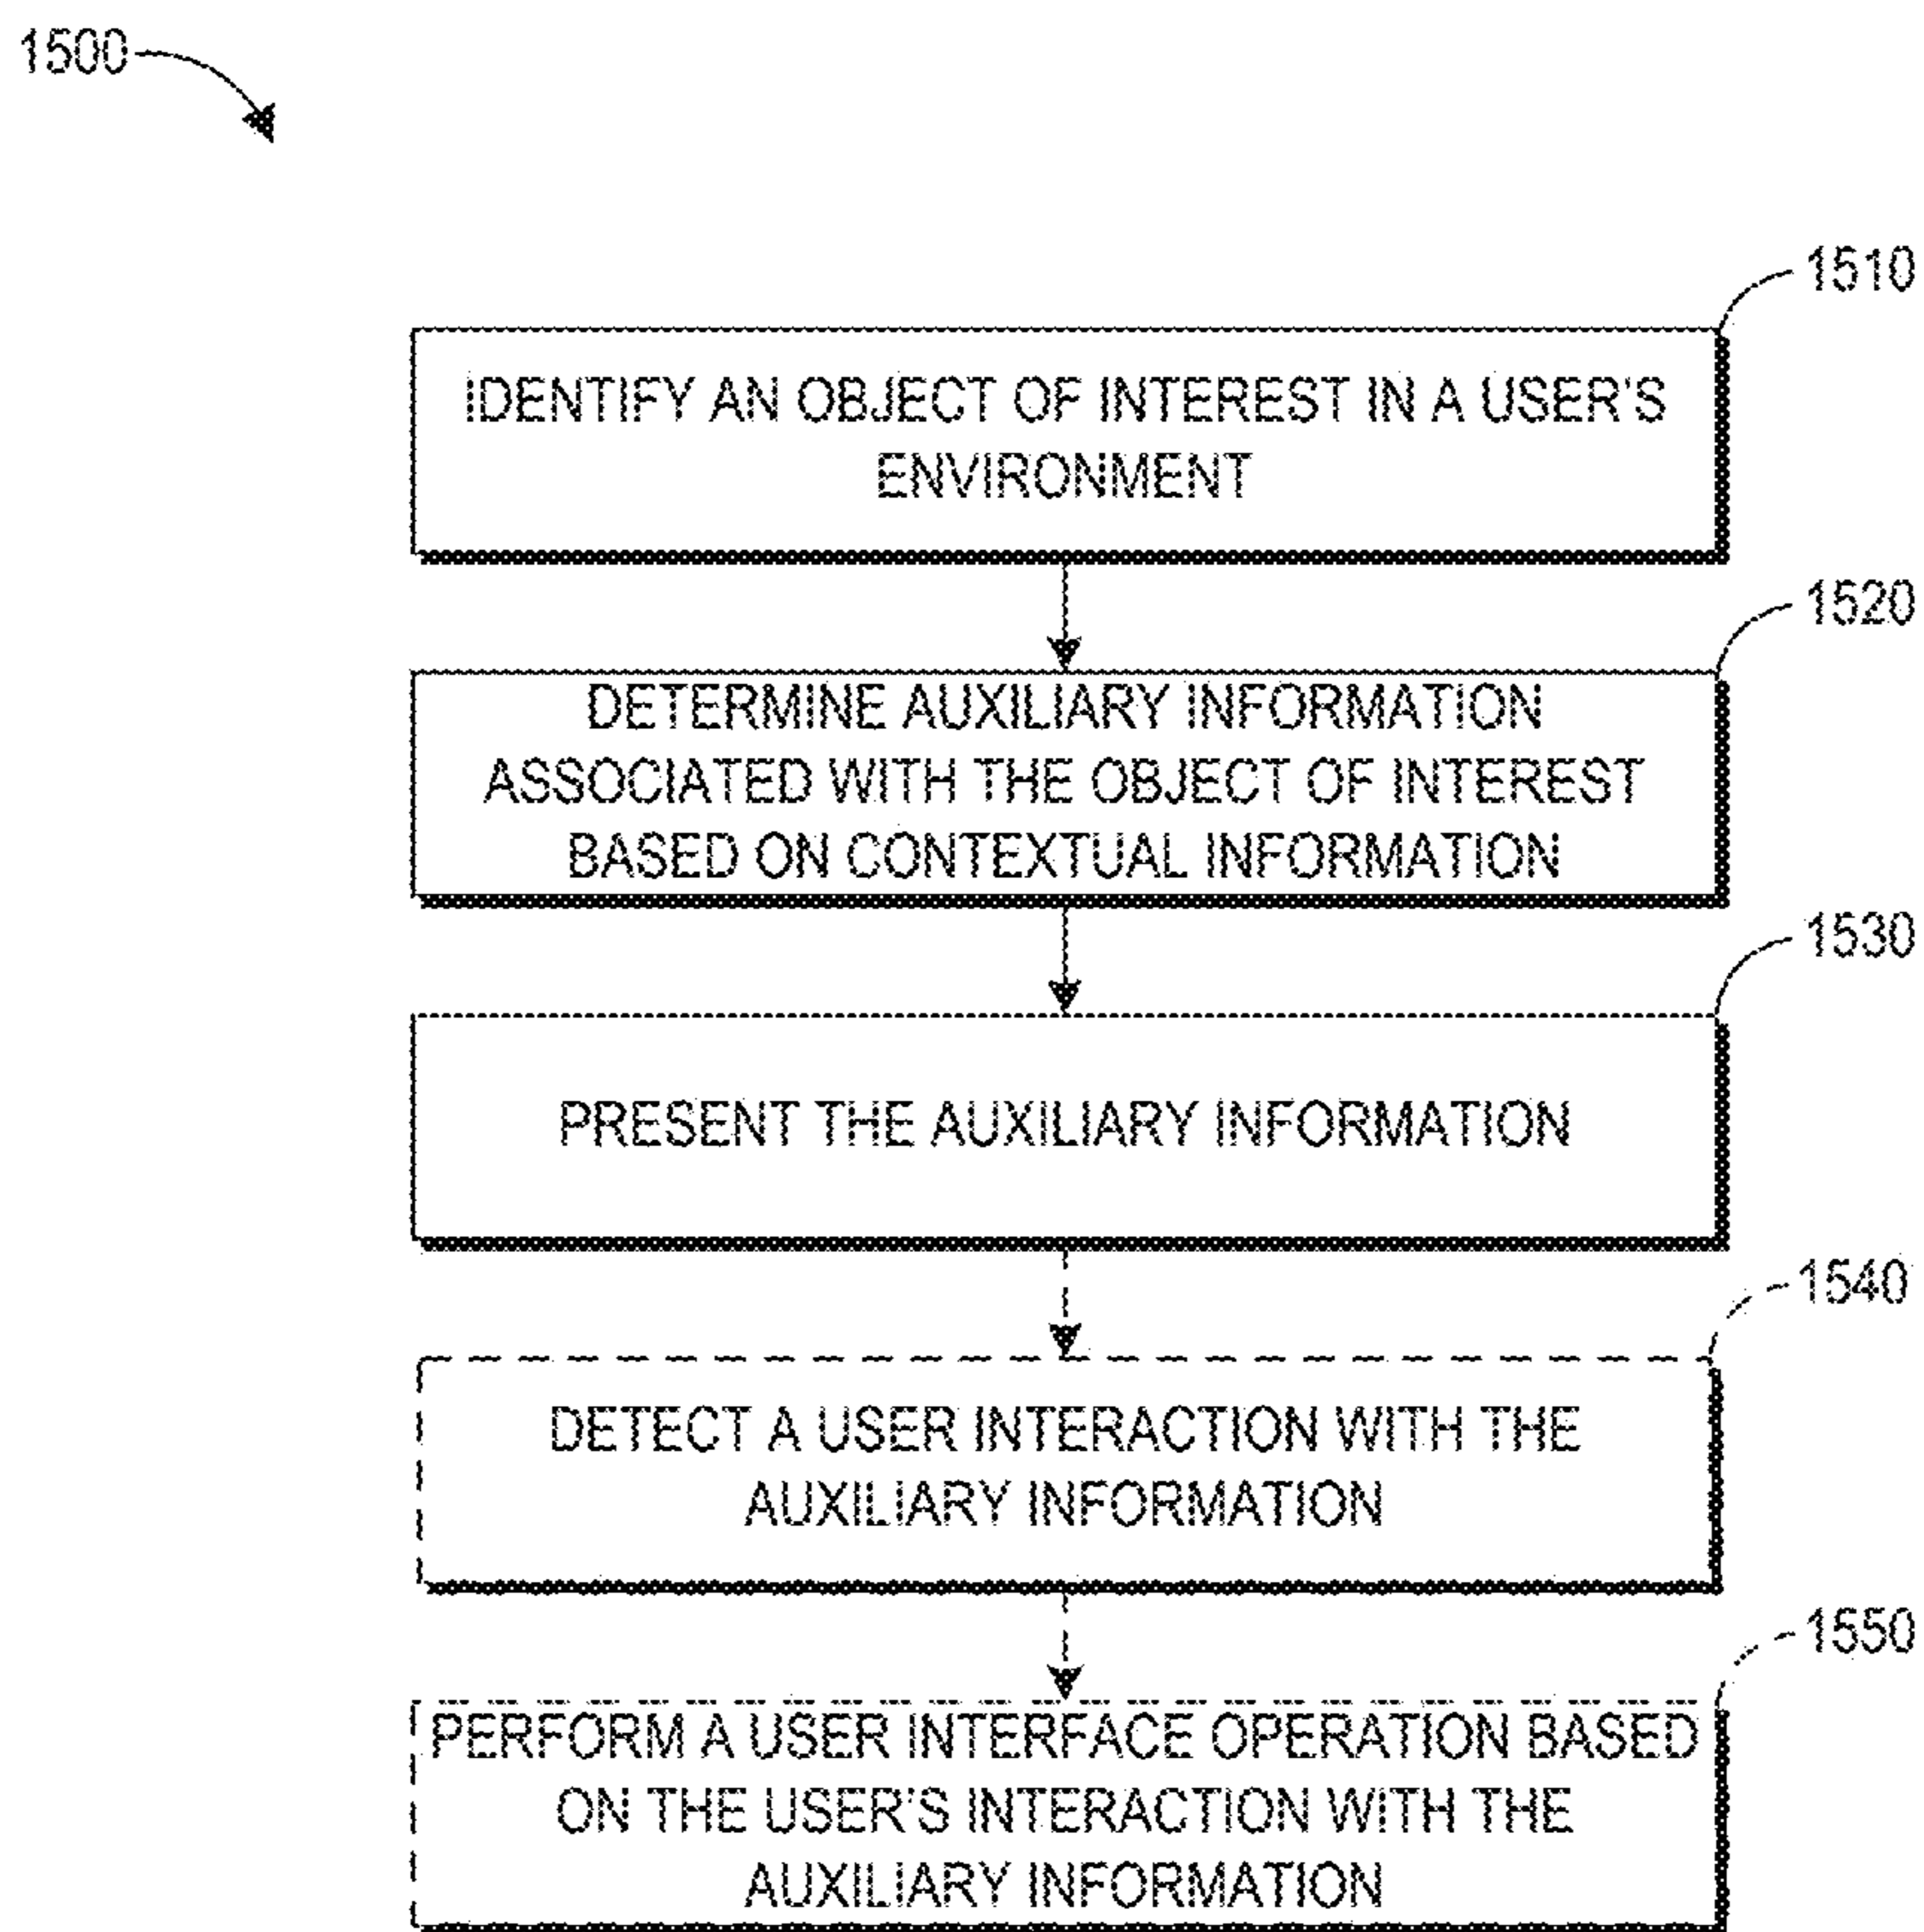 1500
1510
IDENTIFY AN OBJECT OF INTEREST IN A USER'S
ENVIRONMENT
1520
DETERMINE AUXILIARY INFORMATION
ASSOCIATED WITH THE OBJECT OF INTEREST
BASED ON CONTEXTUAL INFORMATION
1530
PRESENT THE AUXILIARY INFORMATION
1540
DETECT A USER INTERACTION WITH THE
AUXILIARY INFORMATION
1550
PERFORM A USER INTERFACE OPERATION BASED
ON THE USER'S INTERACTION WITH THE
AUXILIARY INFORMATION